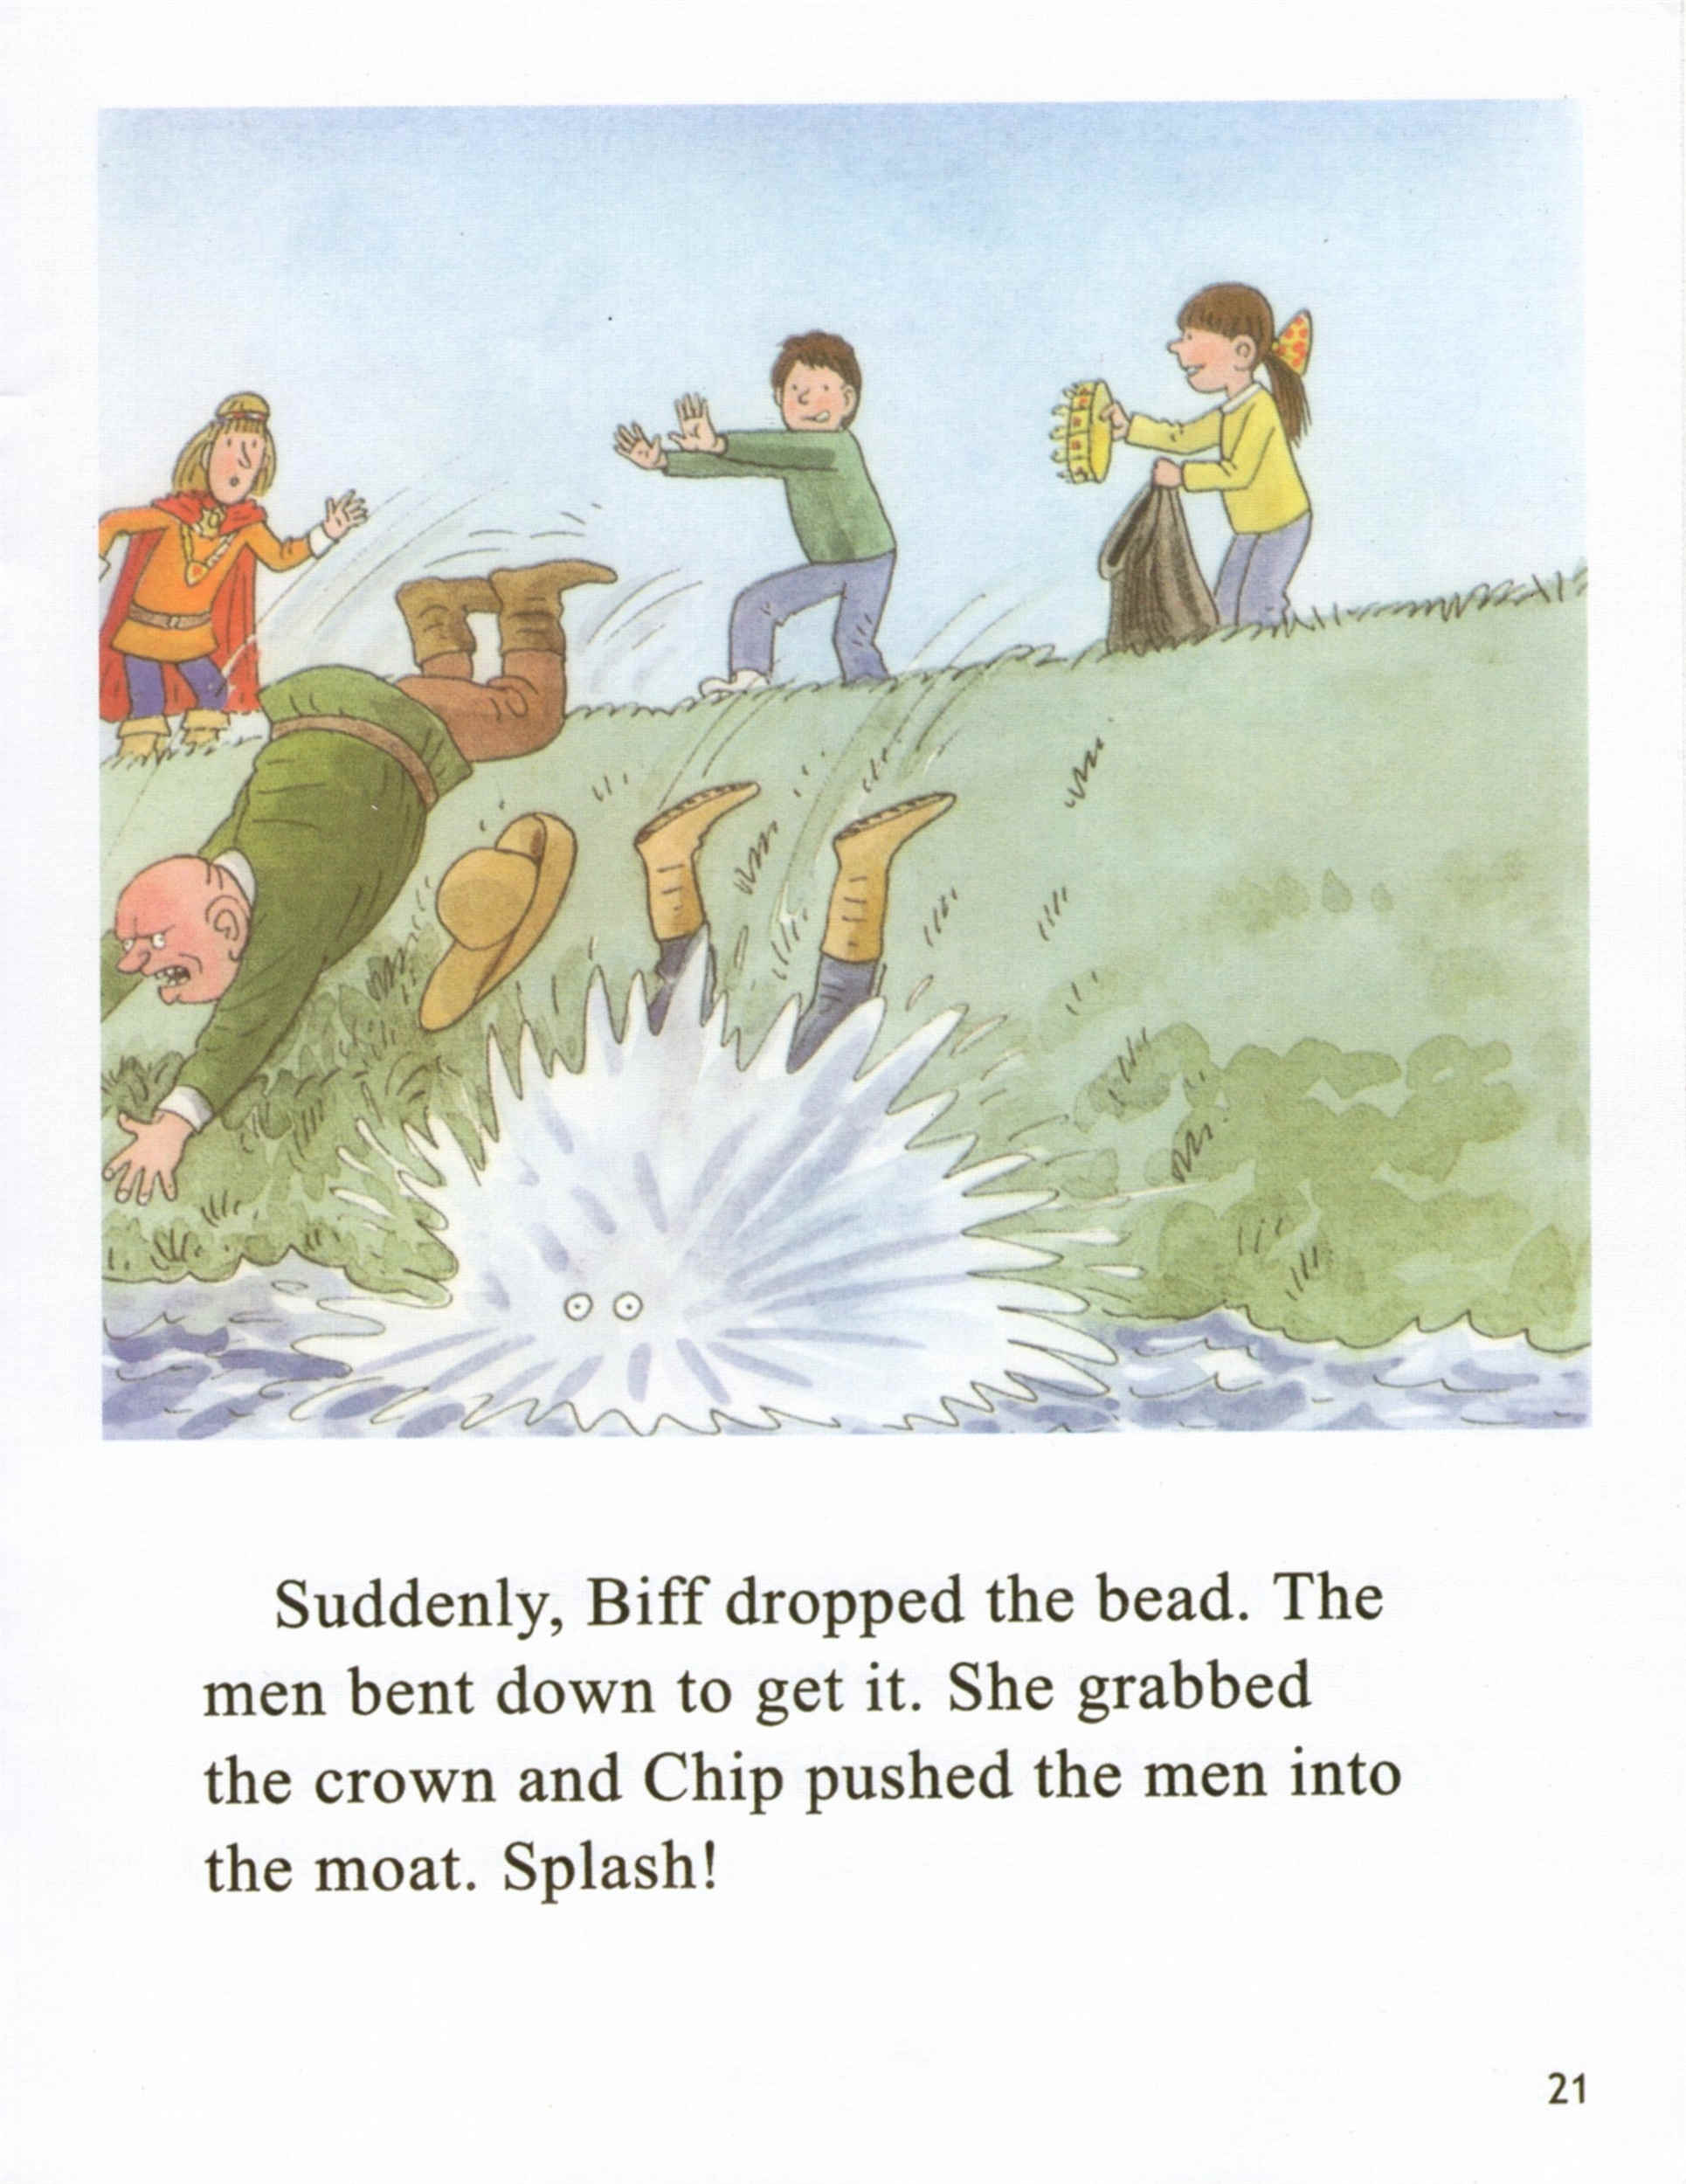 Suddenly, Biff dropped the bead. The
men bent down to get it. She grabbed
the crown and Chip pushed the men into
the moat. Splash!
21